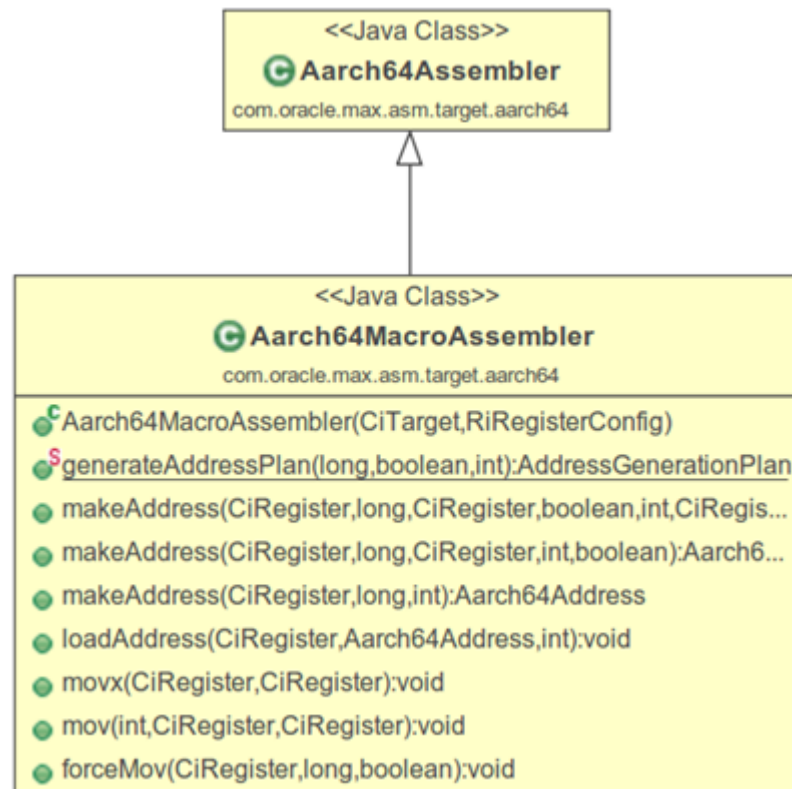 <<Java Class>>
Aarch64Assembler
com.oracle.max.asm.target.aarch64
<<Java Class>>
Aarch64MacroAssembler
com.oracle.max.asm.target.aarch64
Aarch64MacroAssembler(CiTarget,RiRegisterConfig)
generateAddressPlan(long,boolean,int):AddressGenerationPlan
makeAddress(CiRegister,long,CiRegister,boolean,int,CiRegis...
makeAddress(CiRegister,long,CiRegister,int,boolean):Aarch6...
makeAddress(CiRegister,long,int):Aarch64Address
loadAddress(CiRegister,Aarch64Address,int):void
movx(CiRegister,CiRegister):void
mov(int,CiRegister,CiRegister):void
forceMov(CiRegister,long,boolean):void